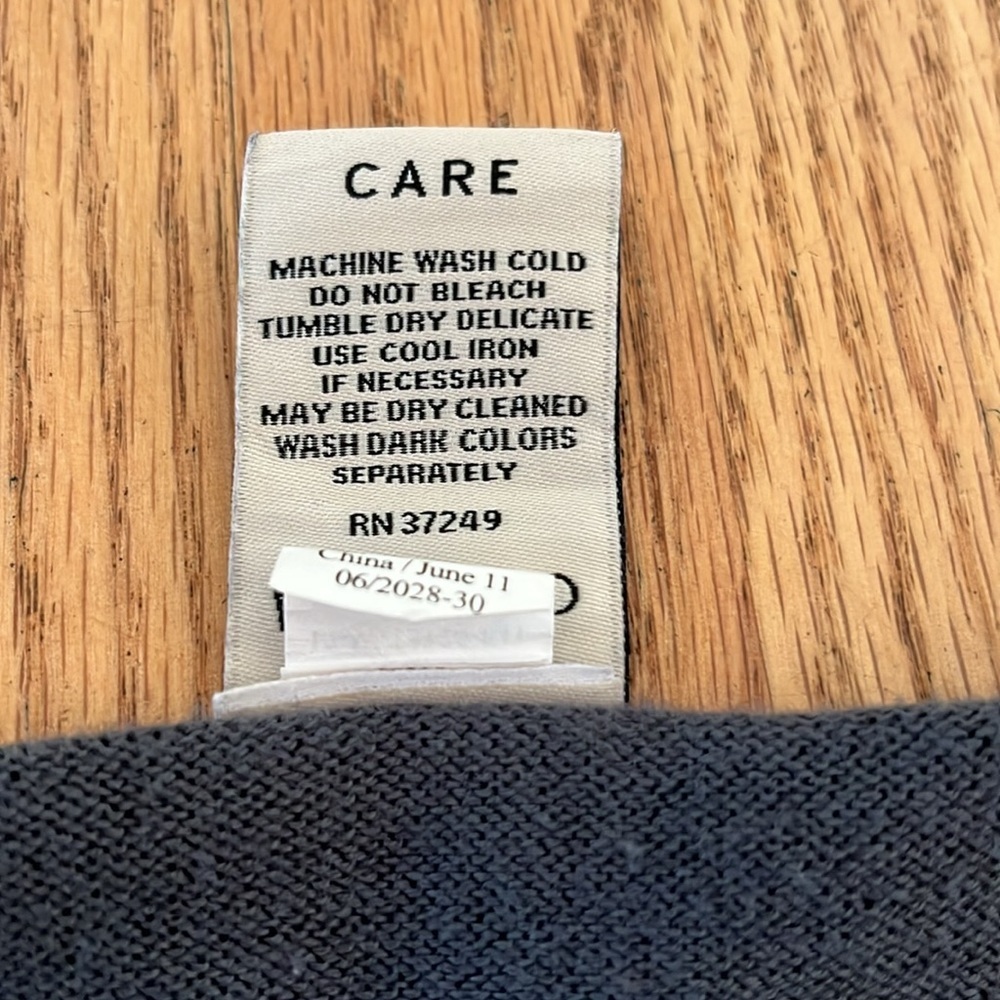 CARE
MACHINE WASH COLD
DO NOT BLEACH
TUMBLE DRY DELICATE
USE COOL IRON
IF NECESSARY
MAY BE DRY CLEANED
WASH DARK COLORS
SEPARATELY
RN 37249
China / June 11
06/2028-30